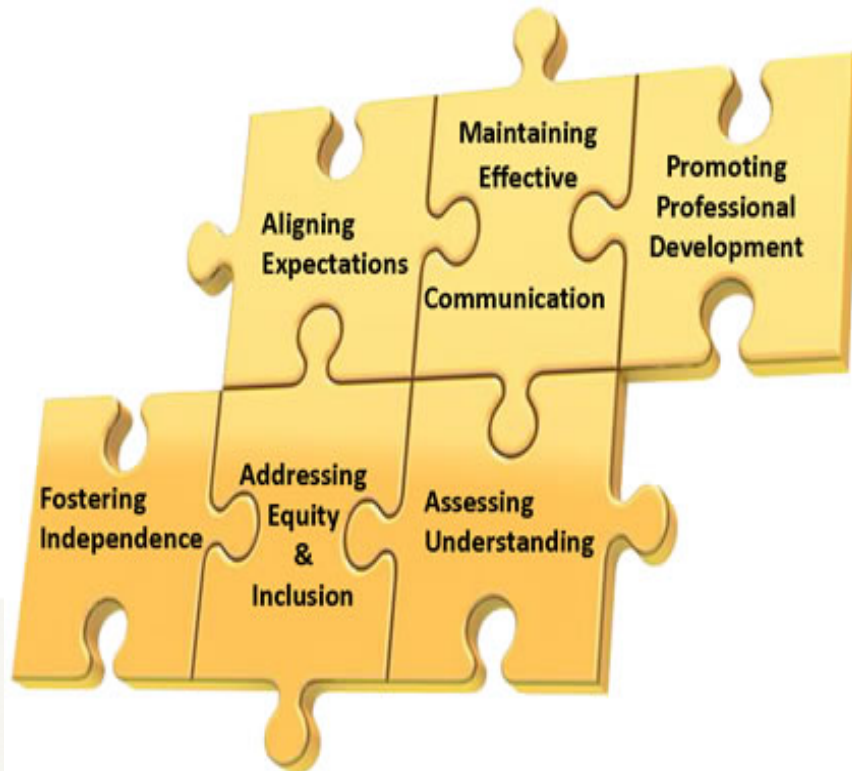 Aligning
Expectations
Maintaining
Effective
Communication
Promoting
Professional
Development
Fostering
Independence
Addressing
Equity
&
Inclusion
Assessing
Understanding